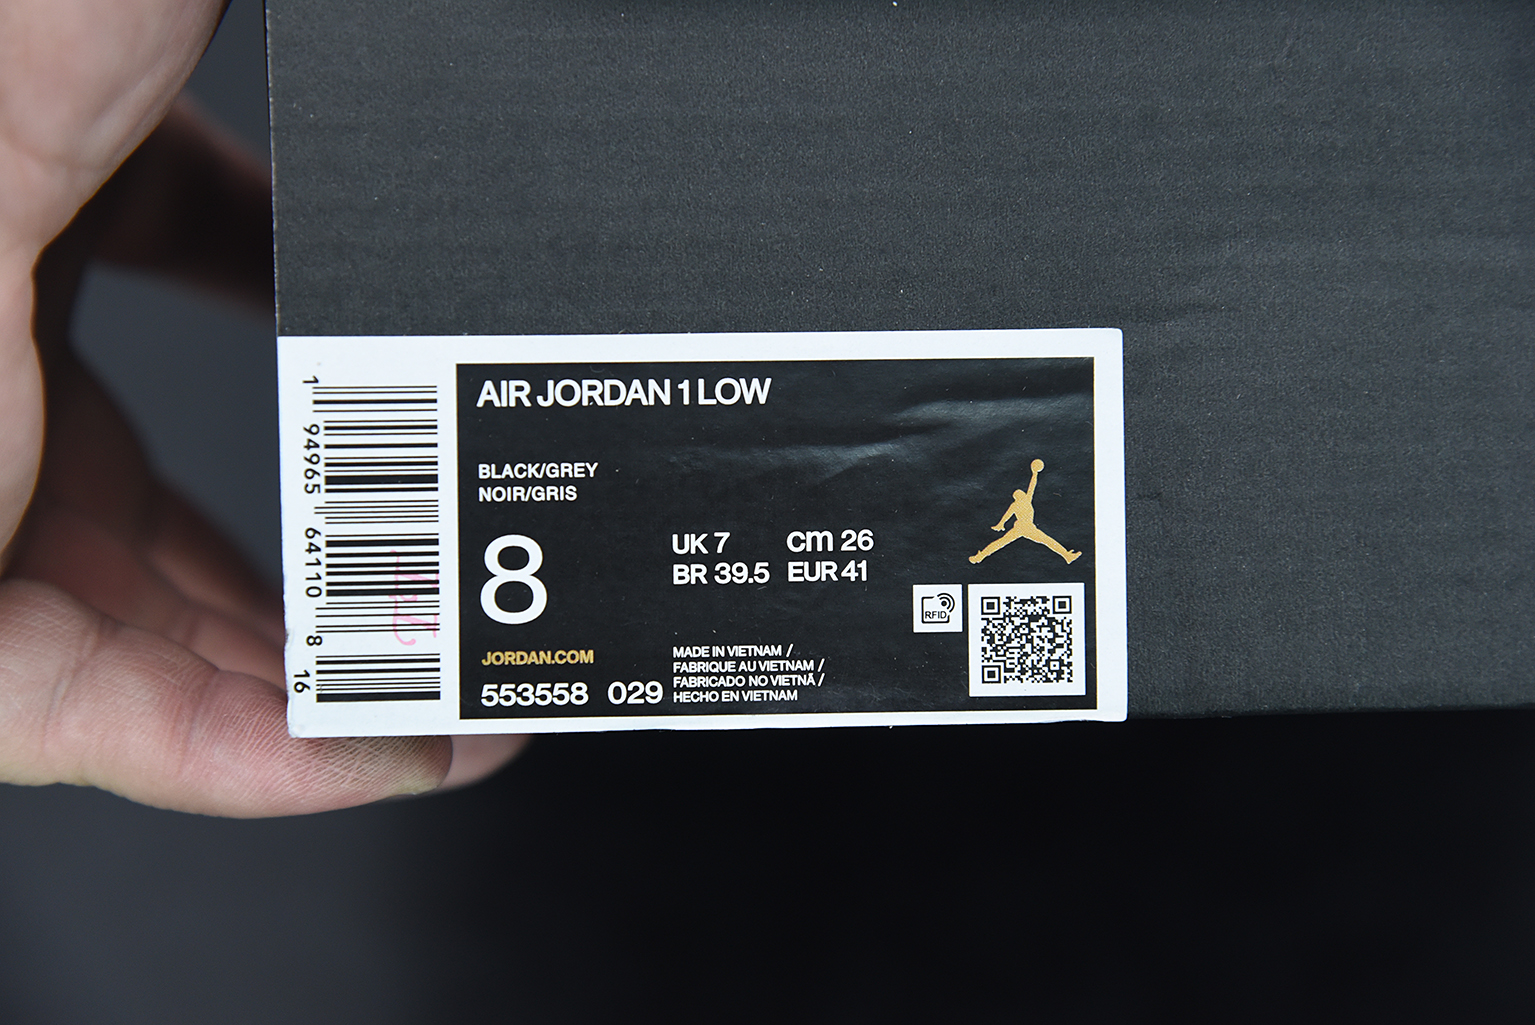 AIR JORDAN 1 LOW
BLACK/GREY
NOIR/GRIS
8
UK 7 cm 26
BR 39.5 EUR 41
RFID
JORDAN.COM
553558 029
MADE IN VIETNAM /
FABRIQUE AU VIETNAM /
FABRICADO NO VIETNÃ /
HECHO EN VIETNAM
1 94965 64110 8 16